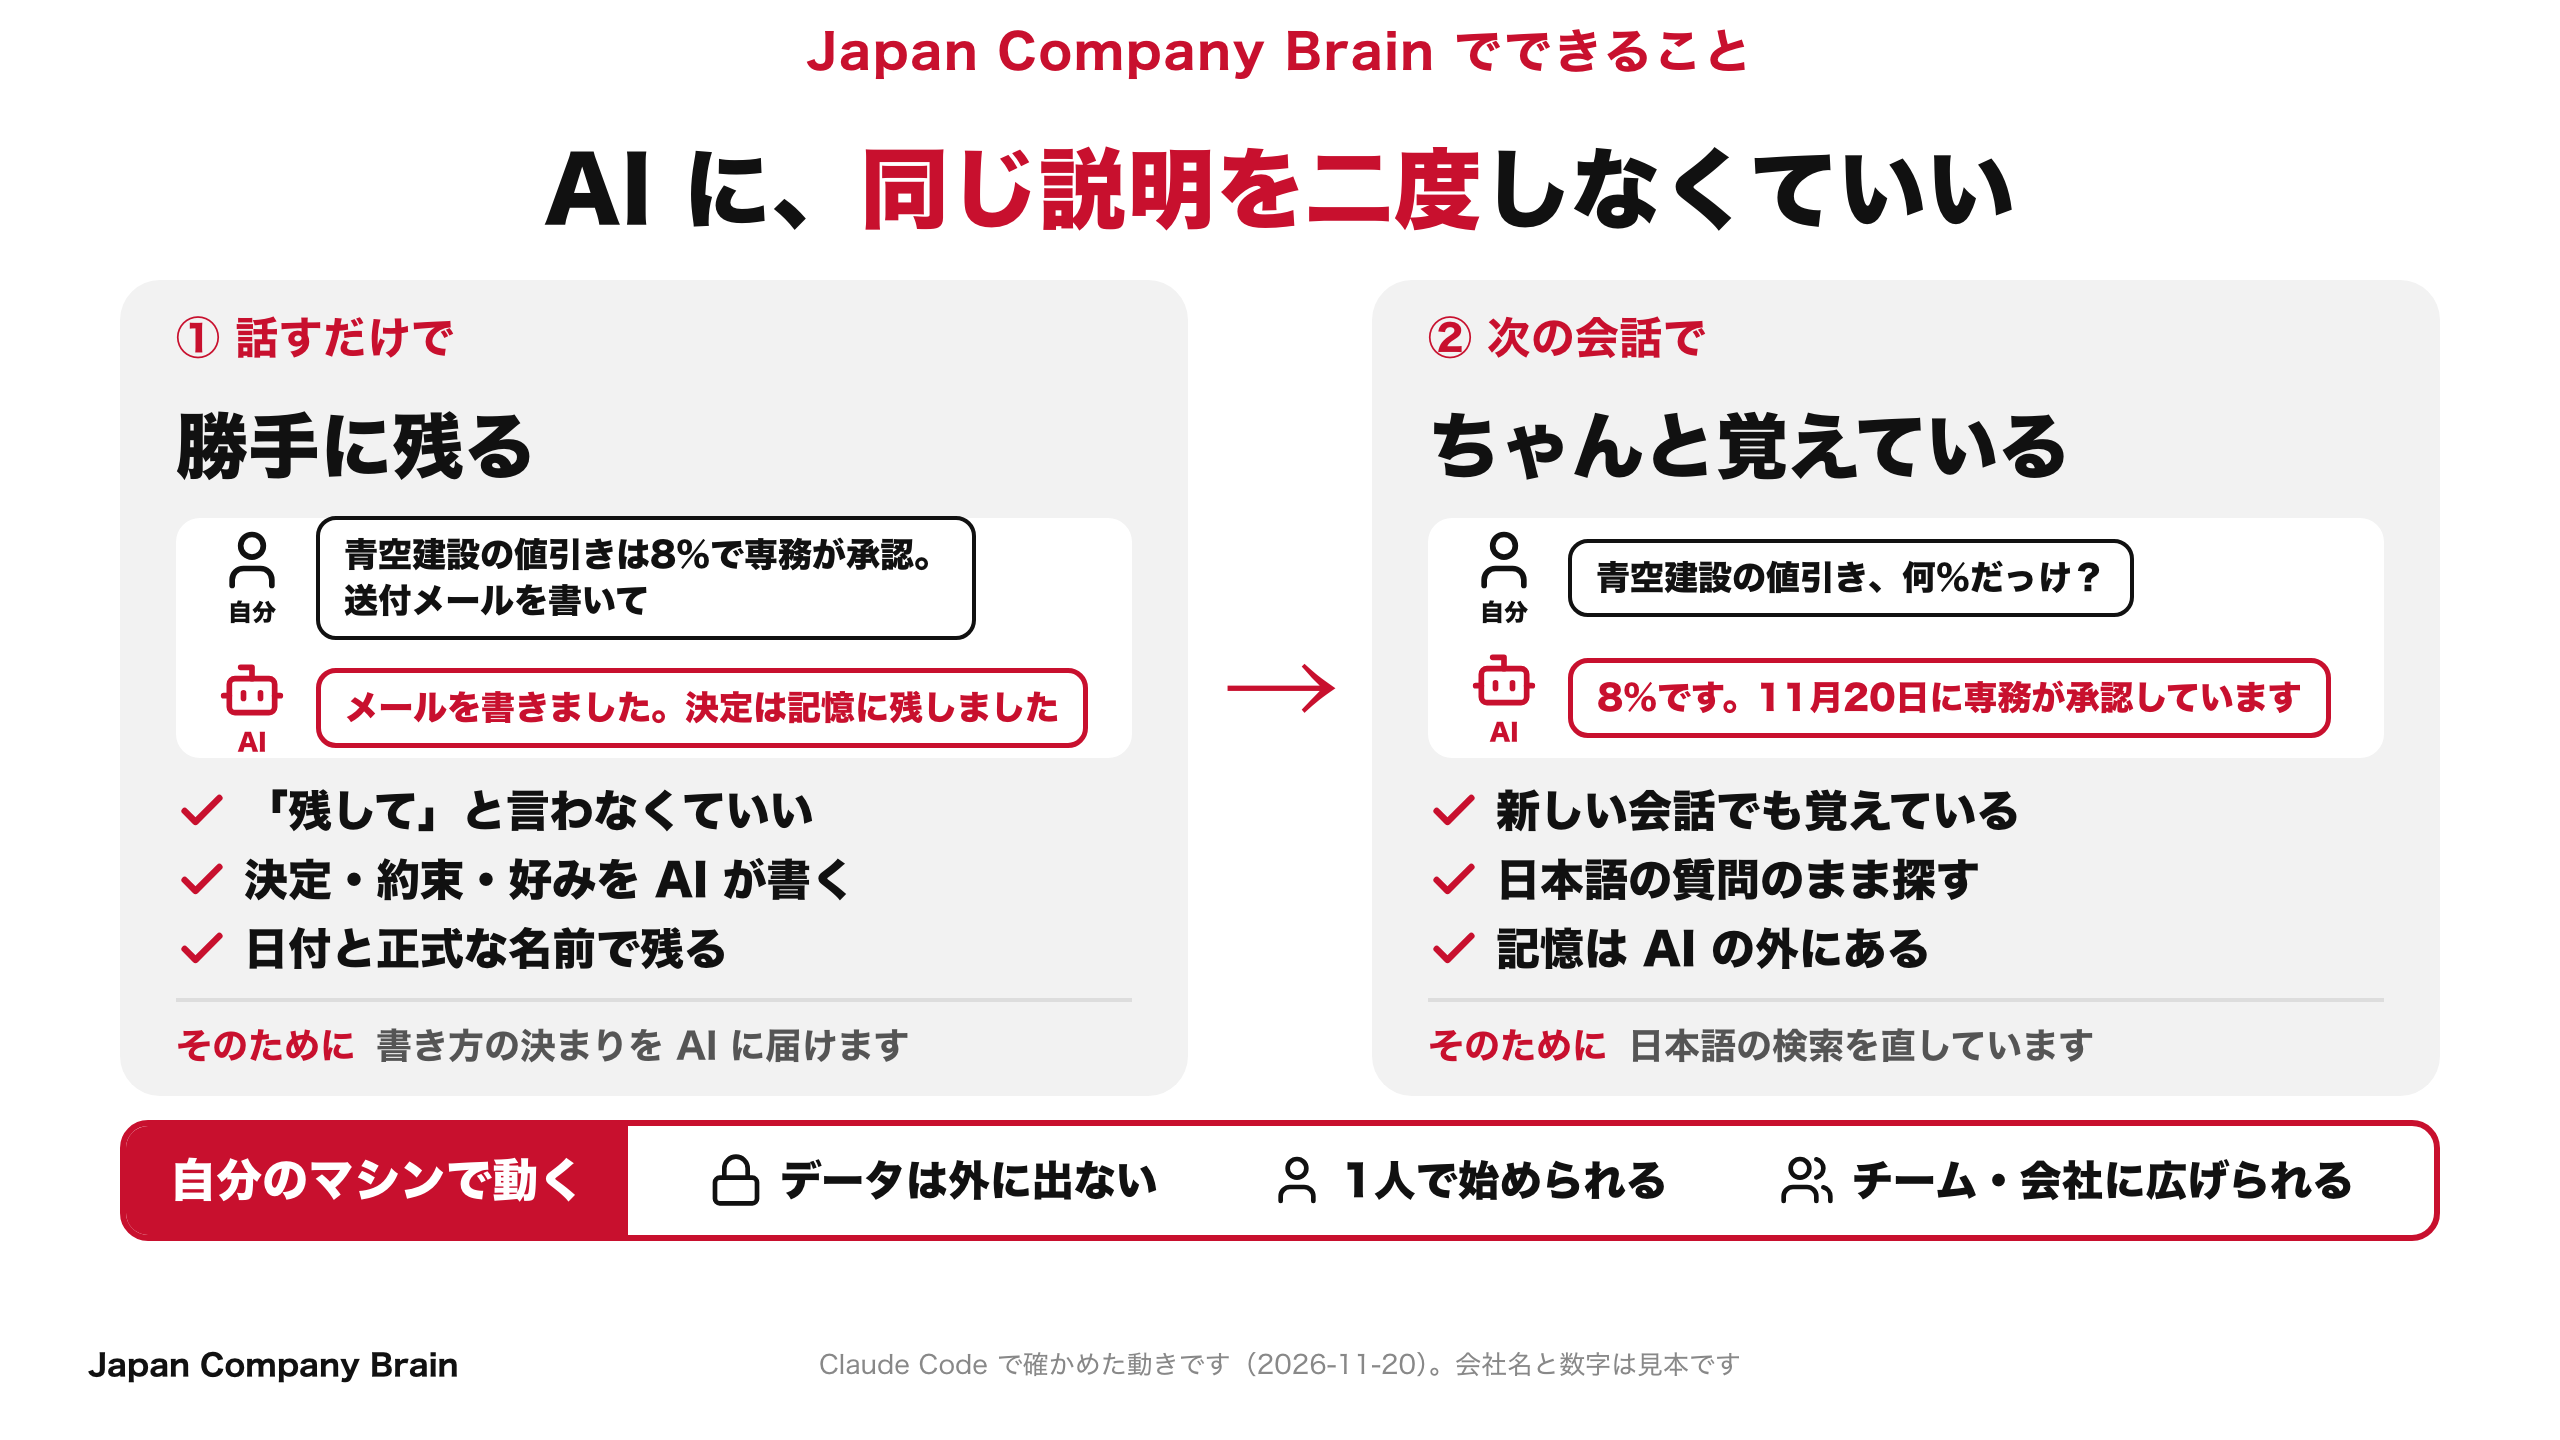 Japan Company Brain でできること
AI に、同じ説明を二度しなくていい
① 話すだけで
勝手に残る
自分
青空建設の値引きは8%で専務が承認。
送付メールを書いて
AI
メールを書きました。決定は記憶に残しました
「残して」と言わなくていい
決定・約束・好みを AI が書く
日付と正式な名前で残る
そのために 書き方の決まりを AI に届けます
→
② 次の会話で
ちゃんと覚えている
自分
青空建設の値引き、何%だっけ？
AI
8%です。11月20日に専務が承認しています
新しい会話でも覚えている
日本語の質問のまま探す
記憶は AI の外にある
そのために 日本語の検索を直しています
自分のマシンで動く
データは外に出ない
1人で始められる
チーム・会社に広げられる
Japan Company Brain
Claude Code で確かめた動きです（2026-11-20）。会社名と数字は見本です